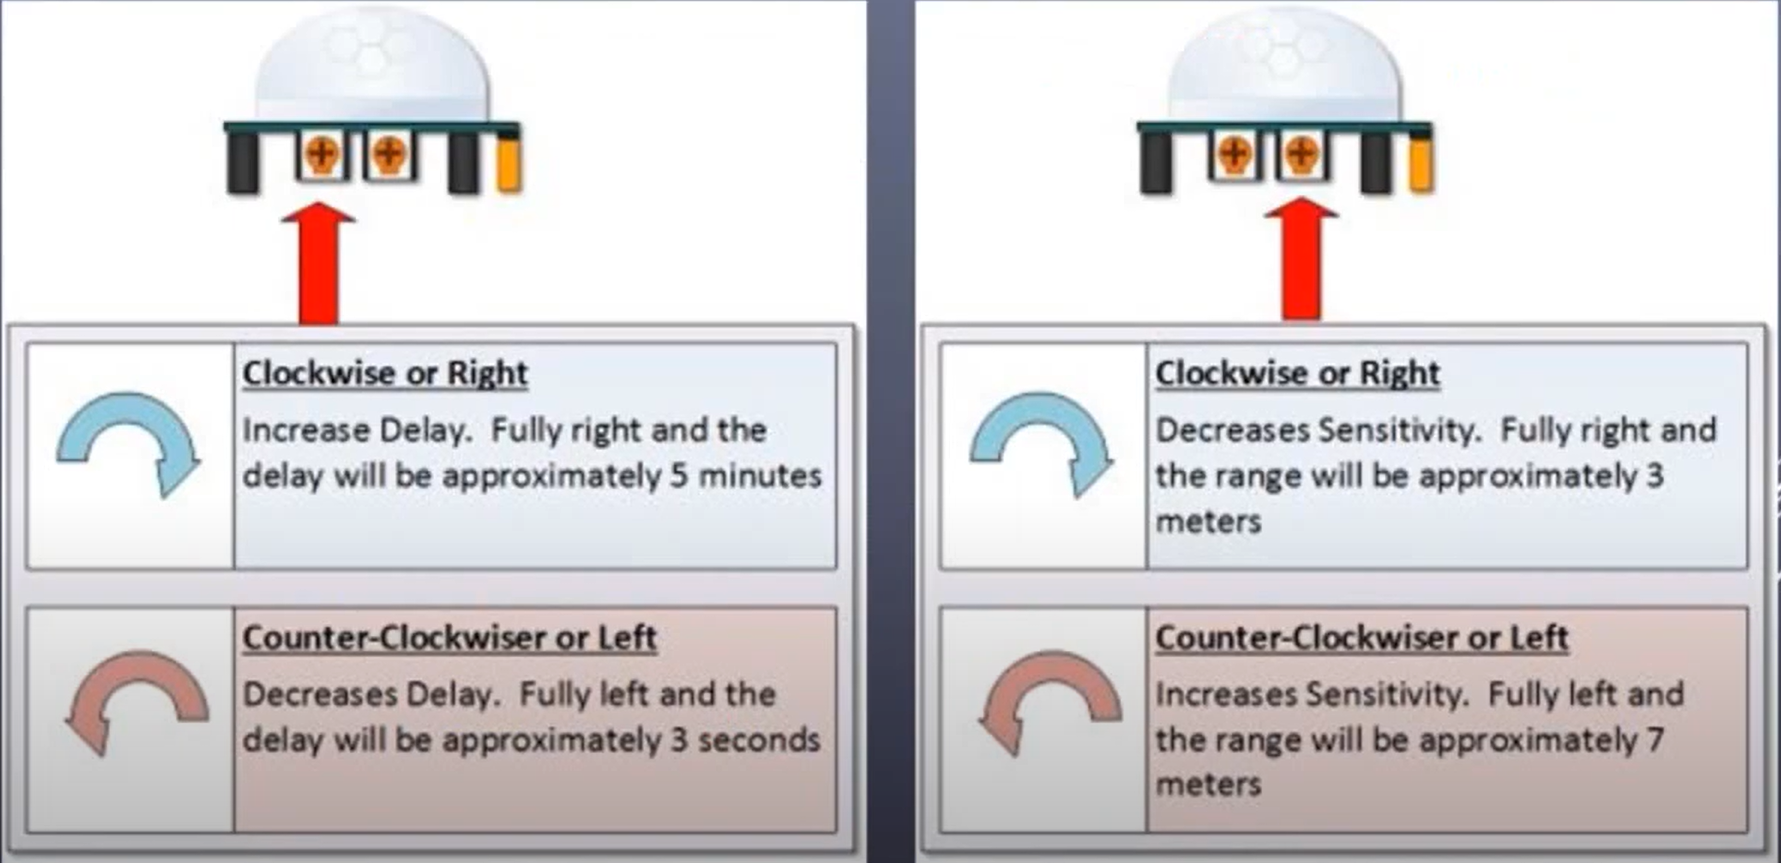 Clockwise or Right
Increase Delay. Fully right and the
delay will be approximately 5 minutes
Counter-Clockwiser or Left
Decreases Delay. Fully left and the
delay will be approximately 3 seconds
Clockwise or Right
Decreases Sensitivity. Fully right and
the range will be approximately 3
meters
Counter-Clockwiser or Left
Increases Sensitivity. Fully left and
the range will be approximately 7
meters